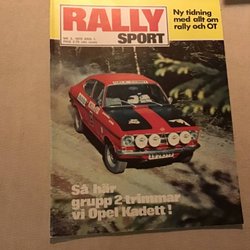 RALLY
SPORT
Ny tidning
med allt om
rally och OT
Så här
grupp 2-trimmar
vi Opel Kadett!